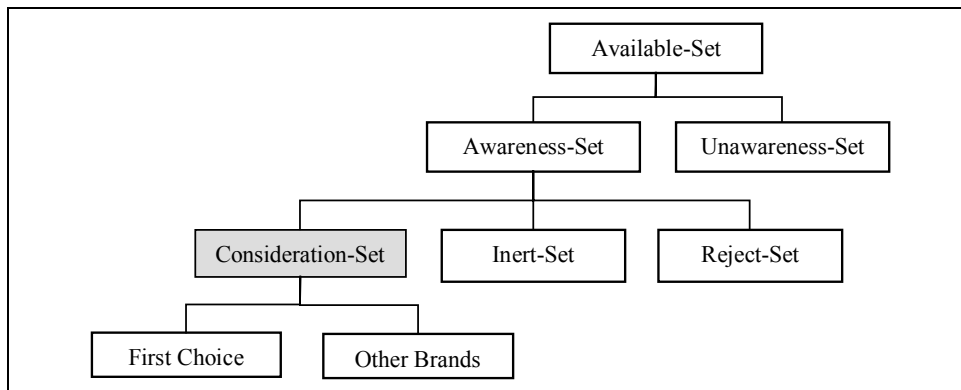 Available-Set
Awareness-Set
Unawareness-Set
Consideration-Set
Inert-Set
Reject-Set
First Choice
Other Brands